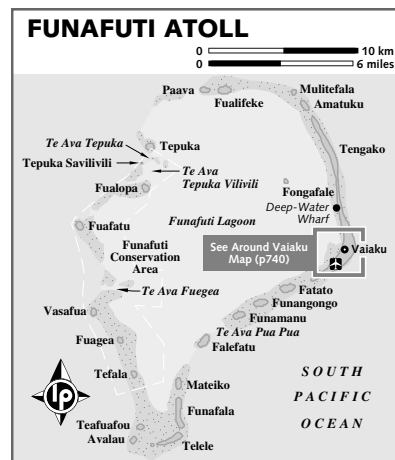 FUNAFUTI ATOLL
0 10 km
0 6 miles
Paava
Fualifeke
Mulitefala
Amatuku
Te Ava Tepuka
Tepuka
Tengako
Tepuka Savilivili
Te Ava
Tepuka Vilivili
Fualopa
Fongafale
Deep-Water
Wharf
Fuafatu
Funafuti Lagoon
See Around Vaiaku
Map (p740)
Vaiaku
Funafuti
Conservation
Area
Te Ava Fuegea
Fatato
Funangongo
Vasafua
Funamanu
Te Ava Pua Pua
Fuagea
Falefatu
Tefala
Mateiko
SOUTH
PACIFIC
OCEAN
lp
Funafala
Teafuafou
Avalau
Telele